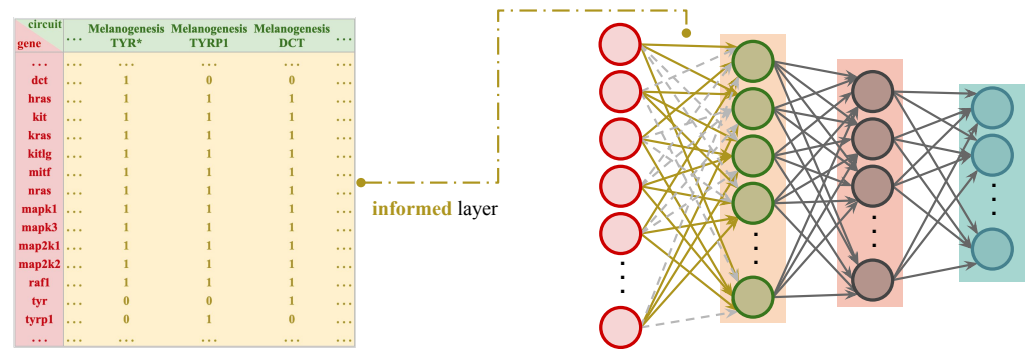 circuit
gene
... Melanogenesis TYR* Melanogenesis TYRP1 Melanogenesis DCT ...
... ... ... ... ... ...
dct ... 1 0 0 ...
hras ... 1 1 1 ...
kit ... 1 1 1 ...
kras ... 1 1 1 ...
kitlg ... 1 1 1 ...
mitf ... 1 1 1 ...
nras ... 1 1 1 ...
mapk1 ... 1 1 1 ...
mapk3 ... 1 1 1 ...
map2k1 ... 1 1 1 ...
map2k2 ... 1 1 1 ...
raf1 ... 1 1 1 ...
tyr ... 0 0 1 ...
tyrp1 ... 0 1 0 ...
... ... ... ... ... ...
informed layer